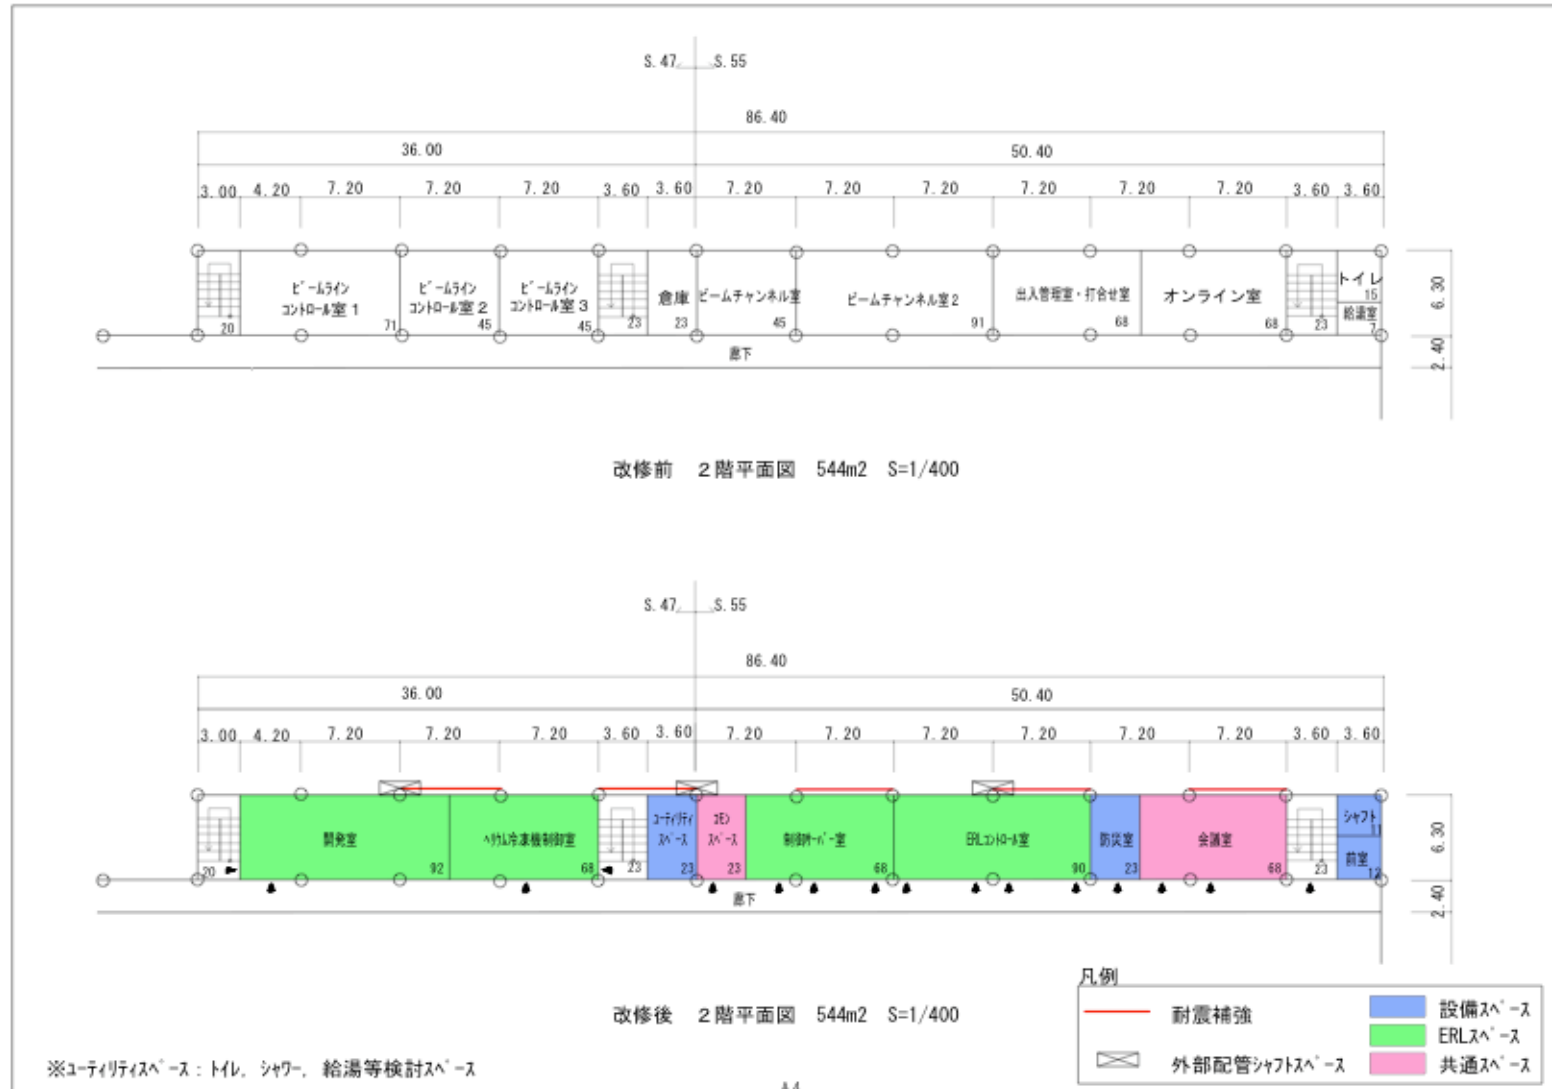 S.47 S.55
86.40
36.00 50.40
3.00 4.20 7.20 7.20 7.20 3.60 3.60 7.20 7.20 7.20 7.20 7.20 7.20 3.60 3.60
ビームライン
コントロール室1
71
ビームライン
コントロール室2
45
ビームライン
コントロール室3
45
倉庫
23
ビームチャンネル室
45
ビームチャンネル室2
91
出入管理室・打合せ室
68
オンライン室
68
トイレ
15
給湯室
7
20
23
23
6.30
2.40
廊下
改修前 2階平面図 544m2 S=1/400
S.47 S.55
86.40
36.00 50.40
3.00 4.20 7.20 7.20 7.20 3.60 3.60 7.20 7.20 7.20 7.20 7.20 7.20 3.60 3.60
開発室
92
ヘリウム冷凍機制御室
68
ユーティリティ
スペース
23
コモン
スペース
23
制御サーバー室
68
ERLコントロール室
90
防災室
23
会議室
68
シャフト
11
前室
12
20
23
23
6.30
2.40
廊下
改修後 2階平面図 544m2 S=1/400
凡例
耐震補強
外部配管シャフトスペース
設備スペース
ERLスペース
共通スペース
※ユーティリティスペース：トイレ, シャワー, 給湯等検討スペース
A4